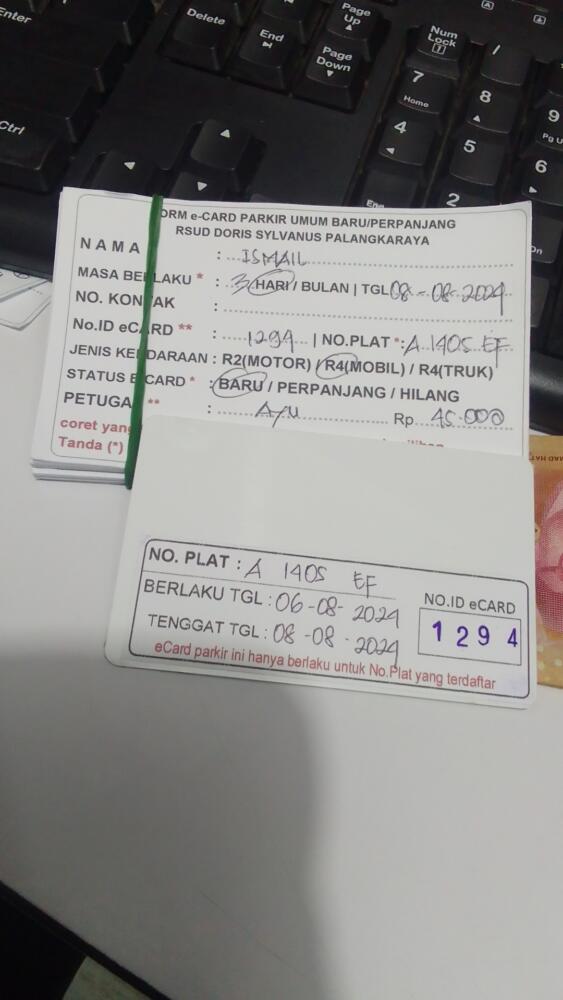 Enter
Delete
End
Page
Up
Page
Down
Num
Lock
/
7
Home
8
9
Pg U
4
5
6
Ctrl
2
ORM e-CARD PARKIR UMUM BARU/PERPANJANG
RSUD DORIS SYLVANUS PALANGKARAYA
NAMA : ISMAIL
MASA BERLAKU * : 3 HARI / BULAN | TGL 08-08-2024
NO. KONTAK :
No.ID eCARD ** : 1294 | NO.PLAT *: A 1405 EF
JENIS KENDARAAN : R2(MOTOR) / R4(MOBIL) / R4(TRUK)
STATUS ECARD * : BARU / PERPANJANG / HILANG
PETUGA ** : AYU Rp 45.000
coret yang
Tanda (*)
NO. PLAT : A 1405 EF
BERLAKU TGL : 06-08-2024
TENGGAT TGL : 08-08-2024
NO.ID eCARD
1294
eCard parkir ini hanya berlaku untuk No.Plat yang terdaftar